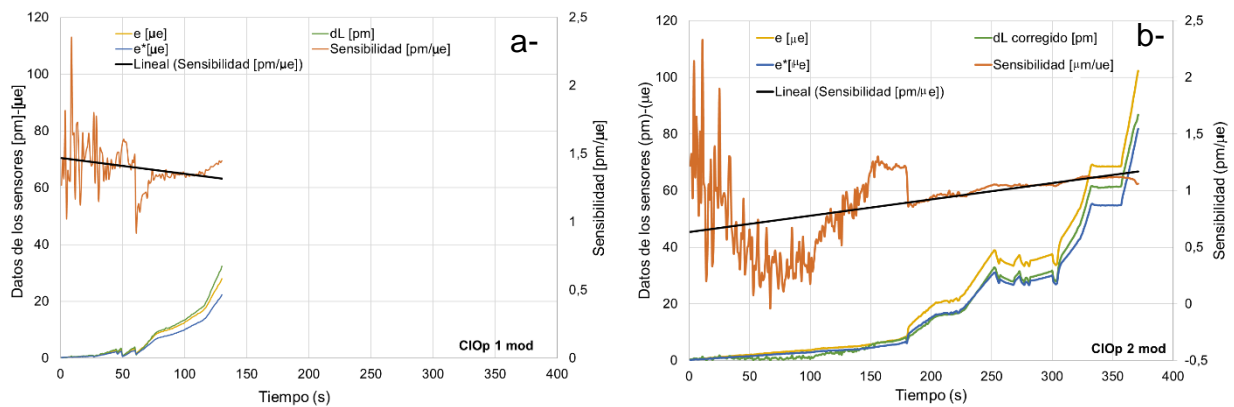 a-
e [µe]
dL [pm]
e*[µe]
Sensibilidad [pm/µe]
Lineal (Sensibilidad [pm/µe])
Datos de los sensores [pm]-[µe]
120
100
80
60
40
20
0
2,5
2
1,5
1
0,5
0
Sensibilidad [pm/µe]
ClOp 1 mod
0 50 100 150 200 250 300 350 400
Tiempo (s)
b-
e [µe]
dL corregido [pm]
e*[µe]
Sensibilidad [µm/ue]
Lineal (Sensibilidad [pm/µe])
Datos de los sensores (pm)-(µe)
120
100
80
60
40
20
0
2,5
2
1,5
1
0,5
0
-0,5
Sensibilidad (pm/µe)
ClOp 2 mod
0 50 100 150 200 250 300 350 400
Tiempo (s)